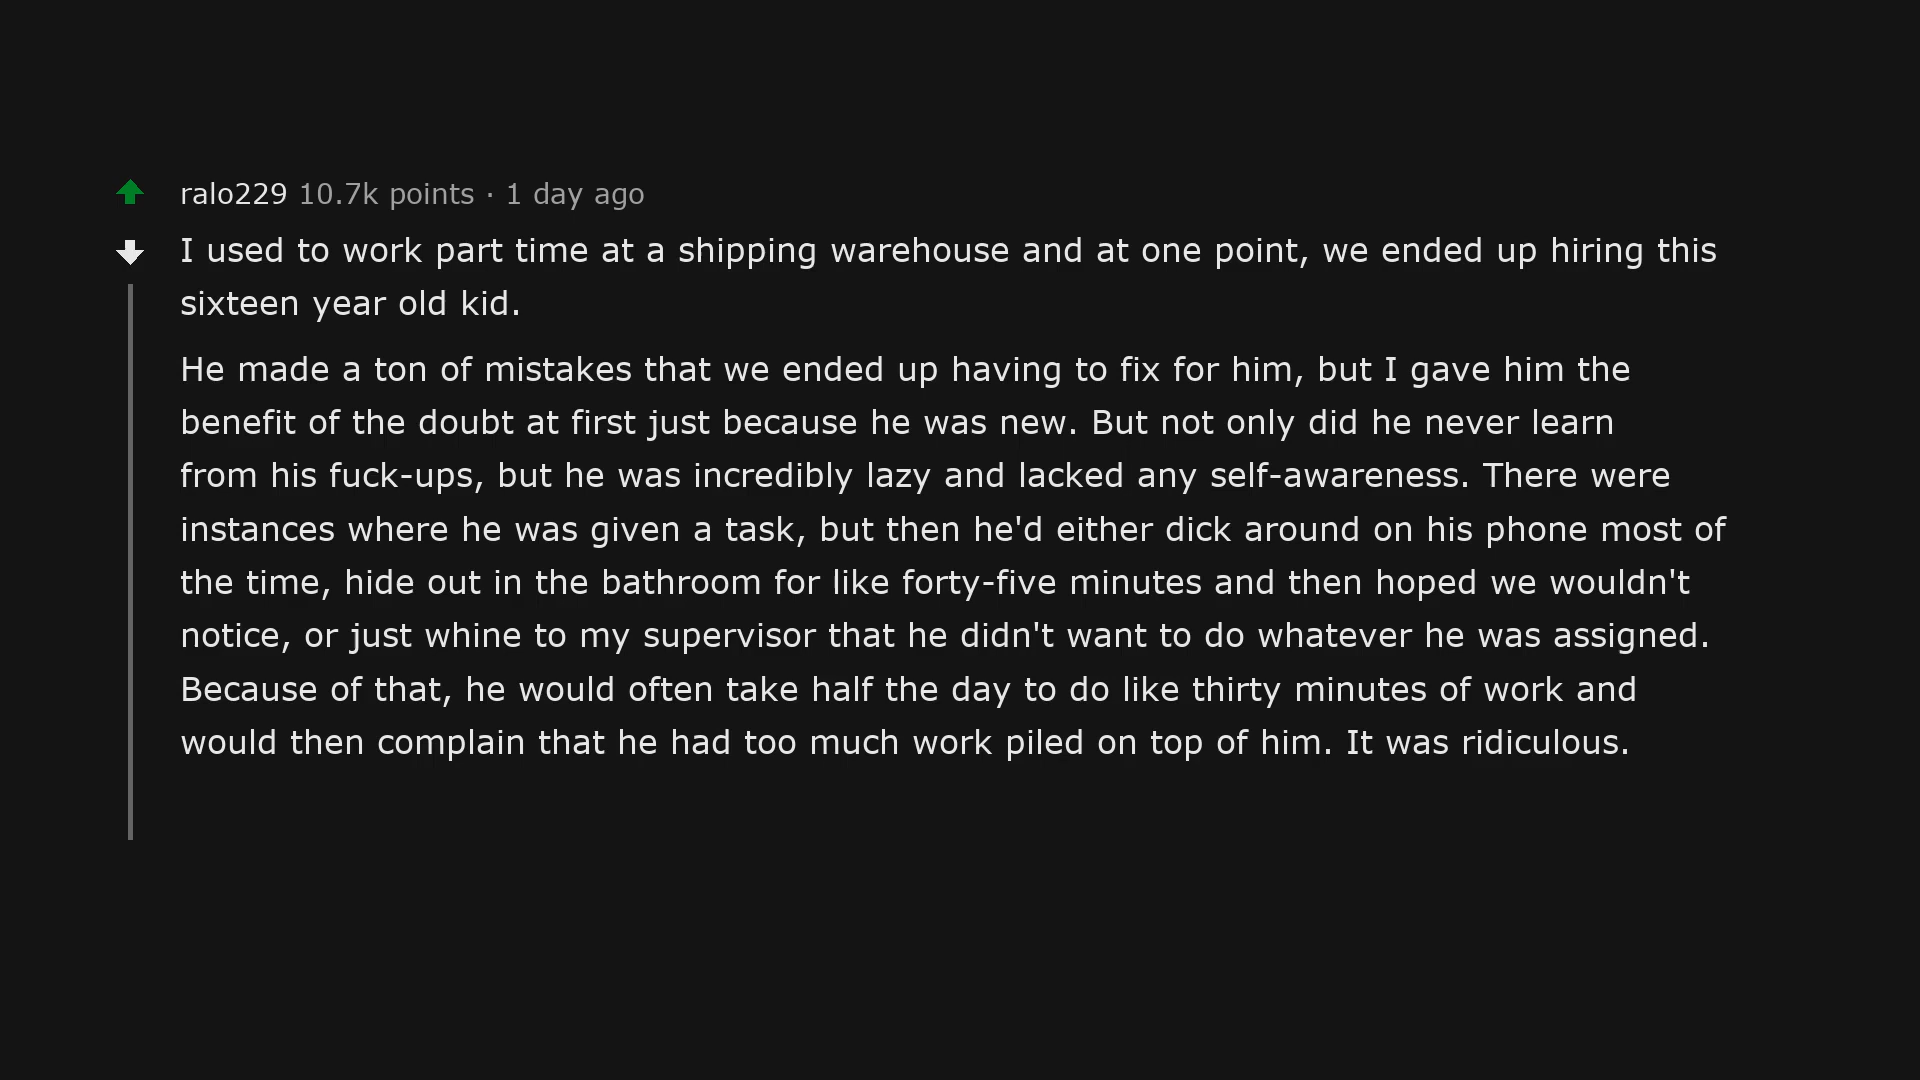 ralo229 10.7k points · 1 day ago
I used to work part time at a shipping warehouse and at one point, we ended up hiring this
sixteen year old kid.
He made a ton of mistakes that we ended up having to fix for him, but I gave him the
benefit of the doubt at first just because he was new. But not only did he never learn
from his fuck-ups, but he was incredibly lazy and lacked any self-awareness. There were
instances where he was given a task, but then he'd either dick around on his phone most of
the time, hide out in the bathroom for like forty-five minutes and then hoped we wouldn't
notice, or just whine to my supervisor that he didn't want to do whatever he was assigned.
Because of that, he would often take half the day to do like thirty minutes of work and
would then complain that he had too much work piled on top of him. It was ridiculous.